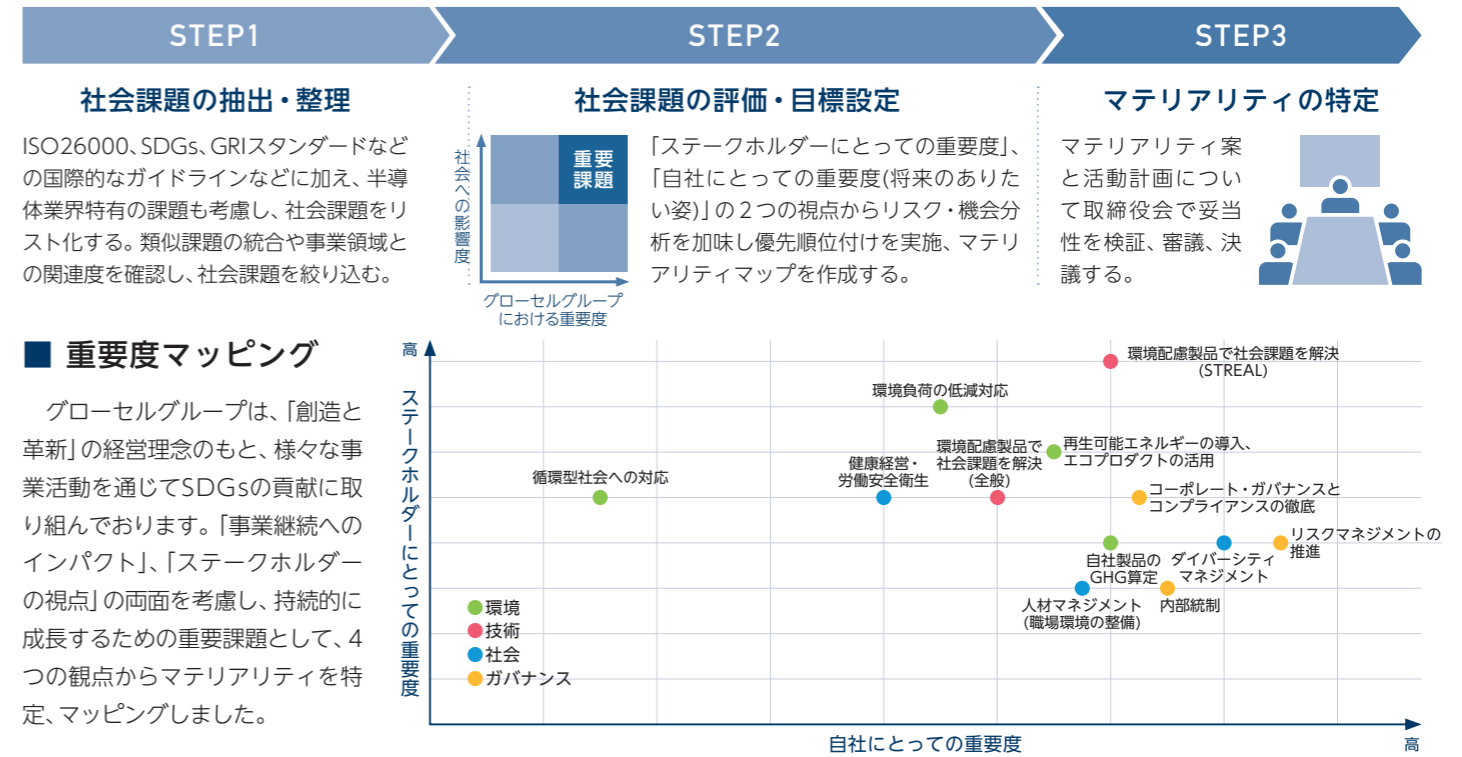 STEP1
STEP2
STEP3
社会課題の抽出・整理
ISO26000、SDGs、GRIスタンダードなど
の国際的なガイドラインなどに加え、半導
体業界特有の課題も考慮し、社会課題をリ
スト化する。類似課題の統合や事業領域と
の関連度を確認し、社会課題を絞り込む。
社会課題の評価・目標設定
社会への影響度
重要
課題
グローセルグループ
における重要度
「ステークホルダーにとっての重要度」、
「自社にとっての重要度(将来のありた
い姿)」の2つの視点からリスク・機会分
析を加味し優先順位付けを実施、マテリ
アリティマップを作成する。
マテリアリティの特定
マテリアリティ案
と活動計画につい
て取締役会で妥当
性を検証、審議、決
議する。
■ 重要度マッピング
グローセルグループは、「創造と
革新」の経営理念のもと、様々な事
業活動を通じてSDGsの貢献に取
り組んでおります。「事業継続への
インパクト」、「ステークホルダー
の視点」の両面を考慮し、持続的に
成長するための重要課題として、4
つの観点からマテリアリティを特
定、マッピングしました。
高
ステークホルダーにとっての重要度
環境配慮製品で社会課題を解決
(STREAL)
環境負荷の低減対応
再生可能エネルギーの導入、
エコプロダクトの活用
環境配慮製品で
社会課題を解決
(全般)
健康経営・
労働安全衛生
循環型社会への対応
コーポレート・ガバナンスと
コンプライアンスの徹底
リスクマネジメントの
推進
自社製品の
GHG算定
ダイバーシティ
マネジメント
人材マネジメント
(職場環境の整備)
内部統制
環境
技術
社会
ガバナンス
自社にとっての重要度
高